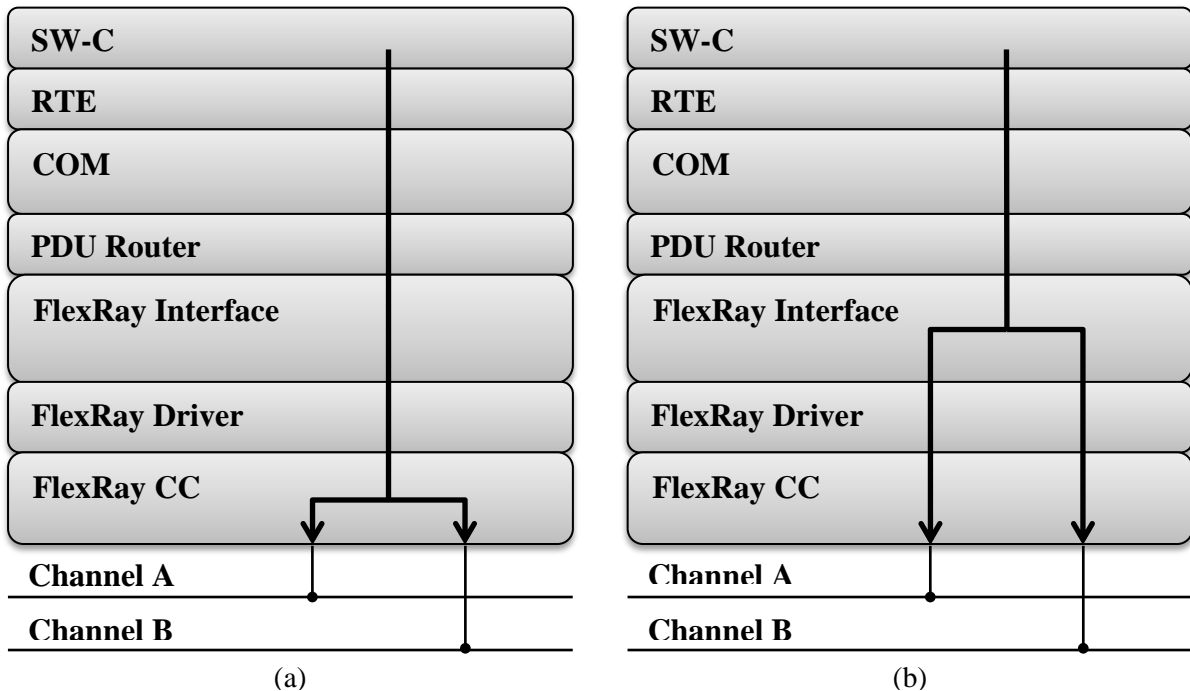 SW-C
RTE
COM
PDU Router
FlexRay Interface
FlexRay Driver
FlexRay CC
Channel A
Channel B
(a)
SW-C
RTE
COM
PDU Router
FlexRay Interface
FlexRay Driver
FlexRay CC
Channel A
Channel B
(b)